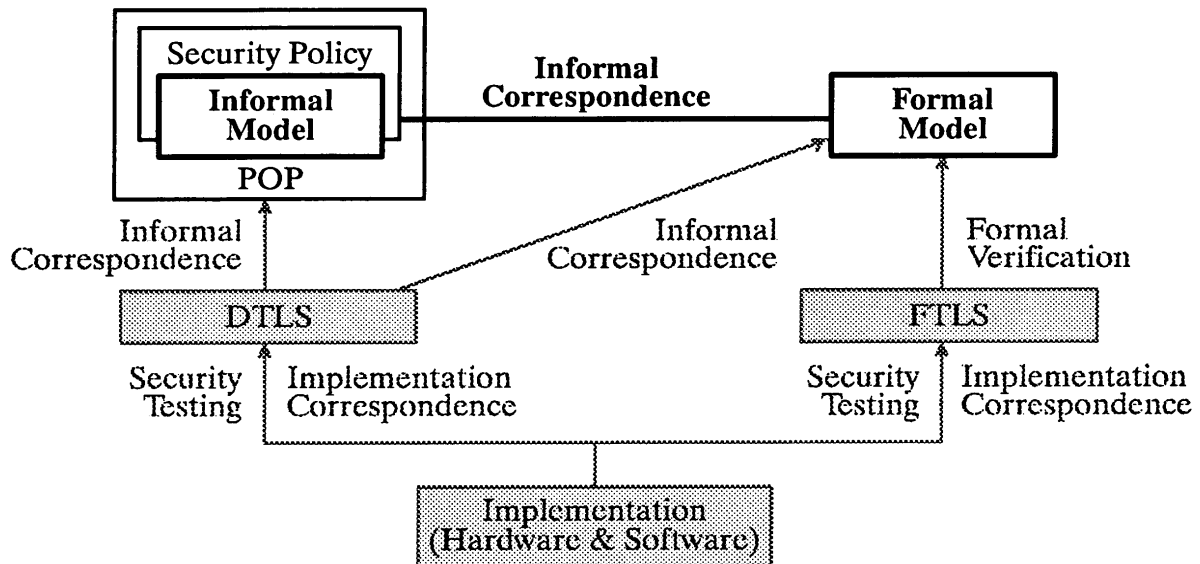 Security Policy
Informal
Model
POP
Informal
Correspondence
Formal
Model
Informal
Correspondence
Informal
Correspondence
Formal
Verification
DTLS
FTLS
Security
Testing
Implementation
Correspondence
Security
Testing
Implementation
Correspondence
Implementation
(Hardware & Software)